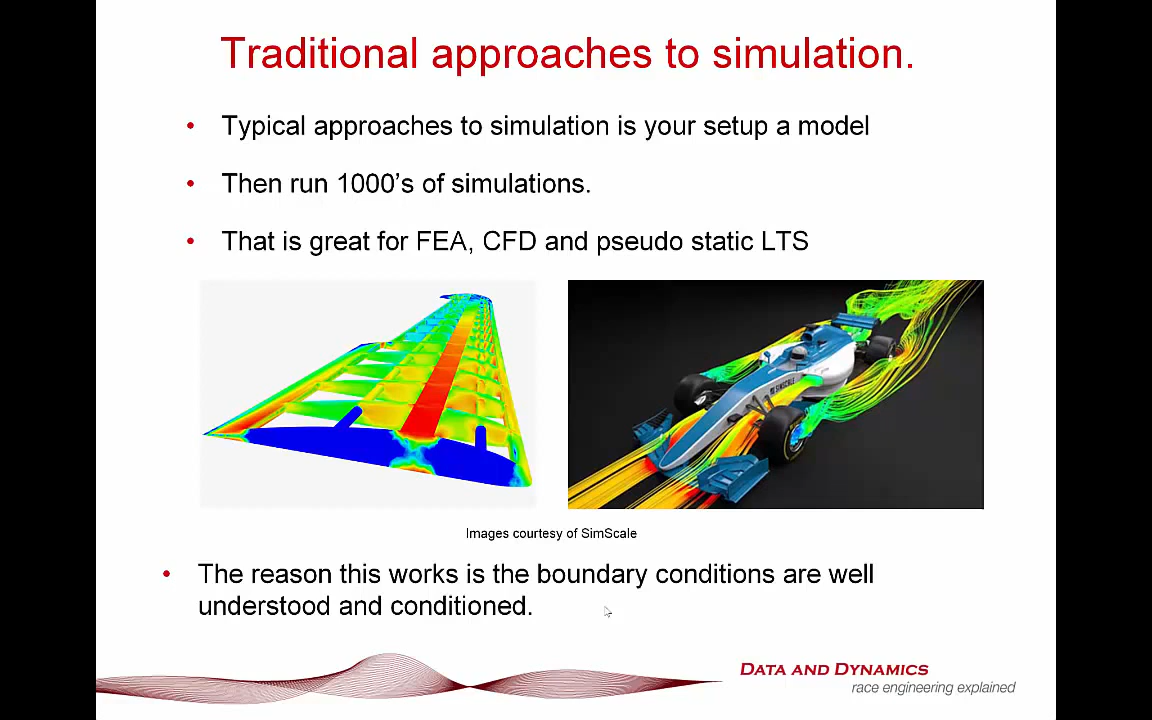 Traditional approaches to simulation.
• Typical approaches to simulation is your setup a model
• Then run 1000’s of simulations.
• That is great for FEA, CFD and pseudo static LTS
SIMSCALE
Images courtesy of SimScale
• The reason this works is the boundary conditions are well
understood and conditioned.
DATA AND DYNAMICS
race engineering explained